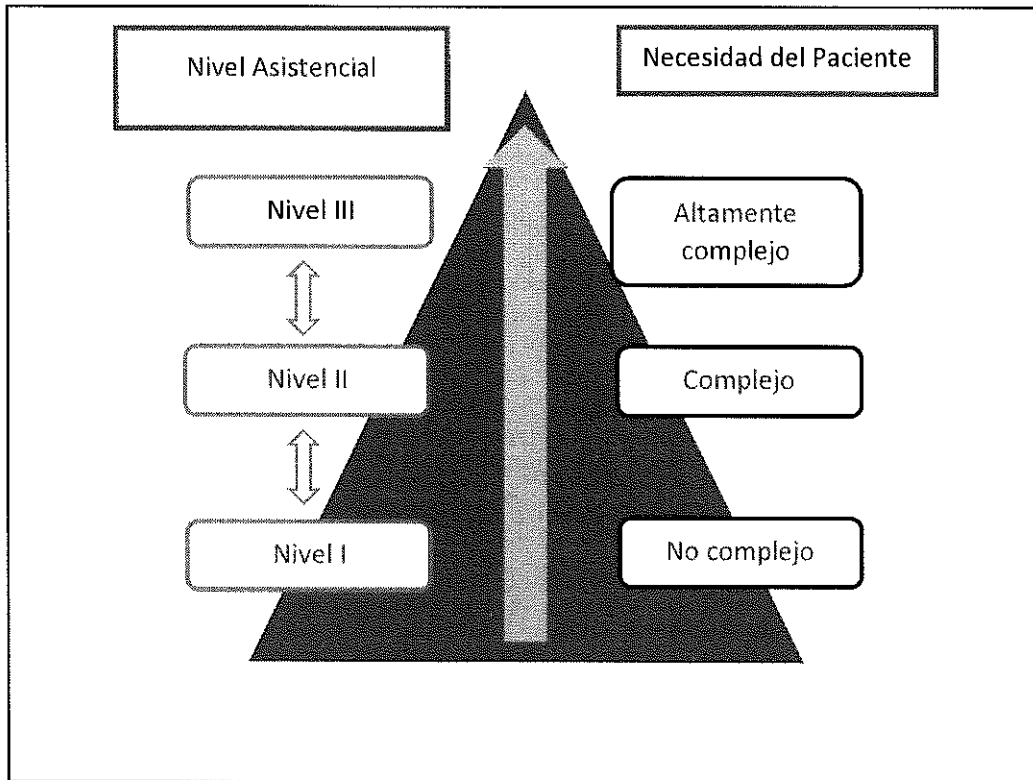 Nivel Asistencial
Necesidad del Paciente
Nivel III
Altamente
complejo
Nivel II
Complejo
Nivel I
No complejo